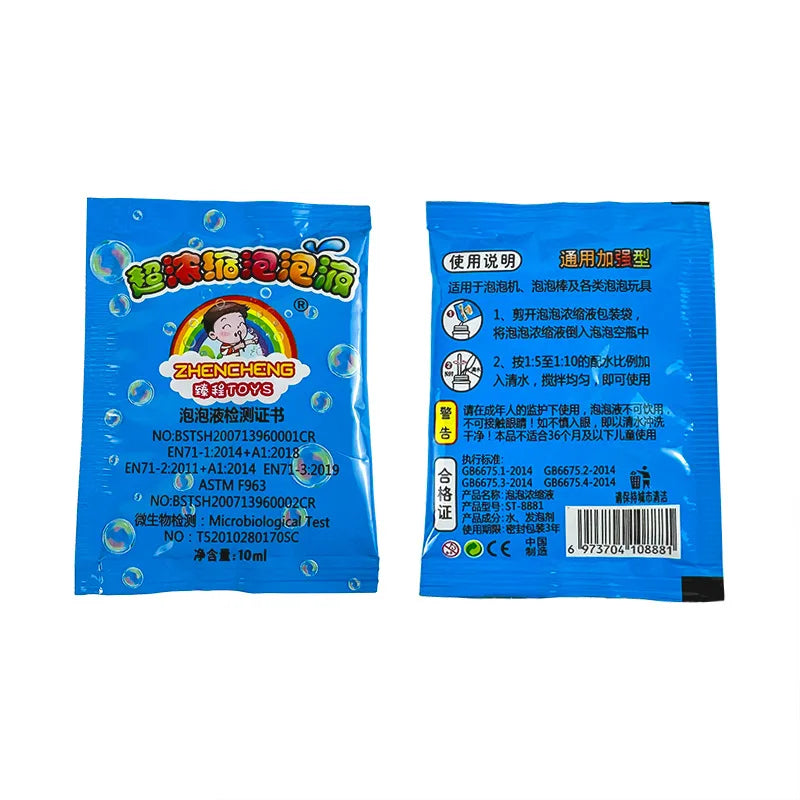 超浓缩泡泡液
®
ZHENCHENG
臻程TOYS
泡泡液检测证书
NO:BSTSH200713960001CR
EN71-1:2014+A1:2018
EN71-2:2011+A1:2014 EN71-3:2019
ASTM F963
NO:BSTSH200713960002CR
微生物检测：Microbiological Test
NO：T52010280170SC
净含量:10ml
使用说明 通用加强型
适用于泡泡机、泡泡棒及各类泡泡玩具
1、剪开泡泡浓缩液包装袋，
将泡泡浓缩液倒入泡泡空瓶中
2、按1:5至1:10的配水比例加
入清水，搅拌均匀，即可使用
警告
请在成年人的监护下使用，泡泡液不可饮用，
不可接触眼睛！如不慎入眼，即以清水冲洗
干净！本品不适合36个月及以下儿童使用
合格证
执行标准:
GB6675.1-2014 GB6675.2-2014
GB6675.3-2014 GB6675.4-2014
产品名称: 泡泡浓缩液
产品型号: ST-8881
产品成分: 水、发泡剂
使用期限: 密封包装3年
请保持城市清洁
0-3
CE
中国
制造
6 973704 108881